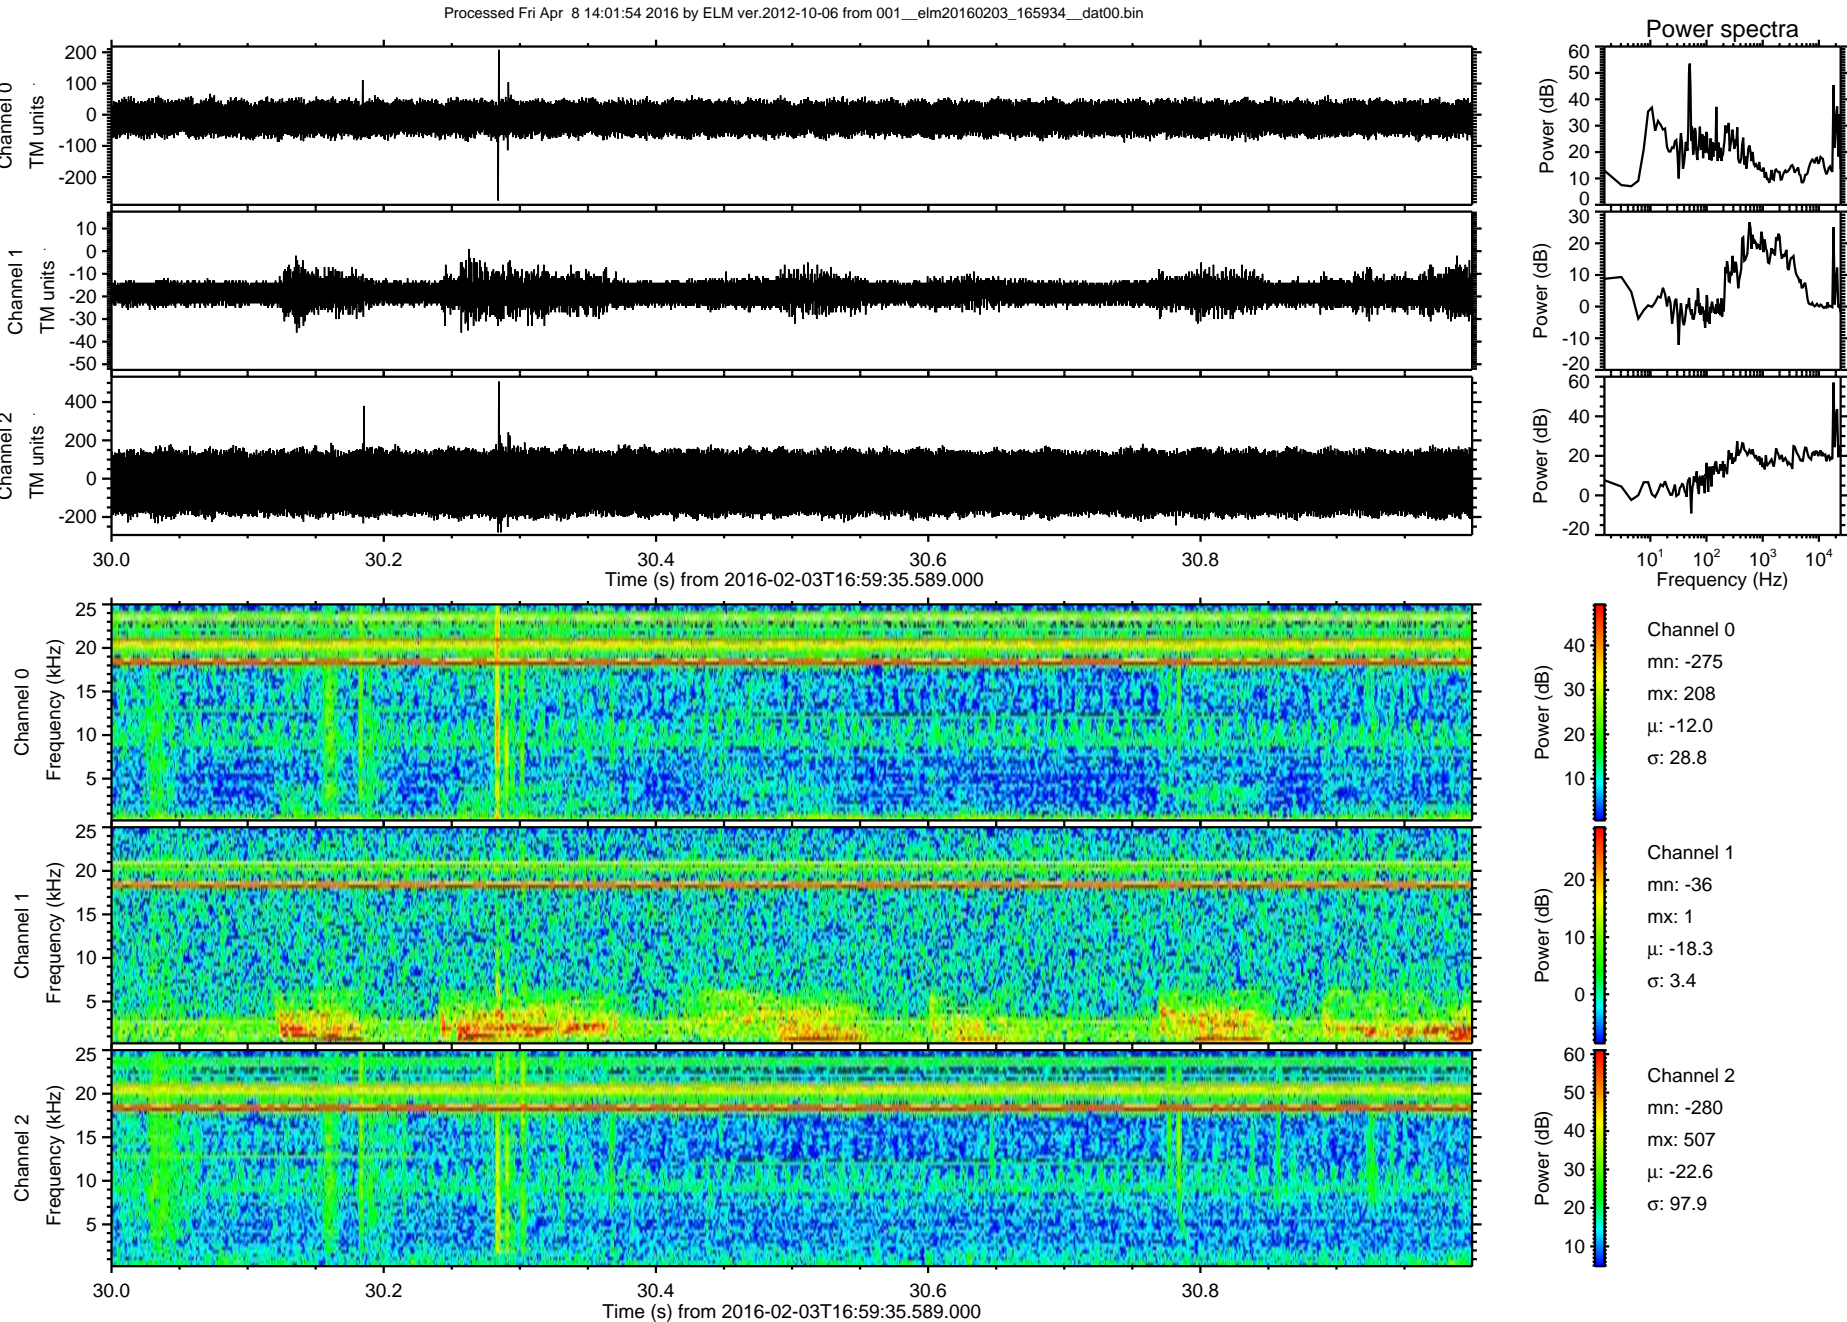 Processed Fri Apr 8 14:01:54 2016 by ELM ver.2012-10-06 from 001__elm20160203_165934__dat00.bin
Power spectra
Channel 0
TM units
200
100
0
-100
-200
Power (dB)
60
50
40
30
20
10
0
Channel 1
TM units
10
0
-10
-20
-30
-40
-50
Power (dB)
30
20
10
0
-10
-20
Channel 2
TM units
400
200
0
-200
Power (dB)
60
40
20
0
-20
30.0 30.2 30.4 30.6 30.8
Time (s) from 2016-02-03T16:59:35.589.000
10¹ 10² 10³ 10⁴
Frequency (Hz)
Channel 0
Frequency (kHz)
25
20
15
10
5
Power (dB)
40
30
20
10
Channel 0
mn: -275
mx: 208
μ: -12.0
σ: 28.8
Channel 1
Frequency (kHz)
25
20
15
10
5
Power (dB)
20
10
0
Channel 1
mn: -36
mx: 1
μ: -18.3
σ: 3.4
Channel 2
Frequency (kHz)
25
20
15
10
5
Power (dB)
60
50
40
30
20
10
Channel 2
mn: -280
mx: 507
μ: -22.6
σ: 97.9
30.0 30.2 30.4 30.6 30.8
Time (s) from 2016-02-03T16:59:35.589.000